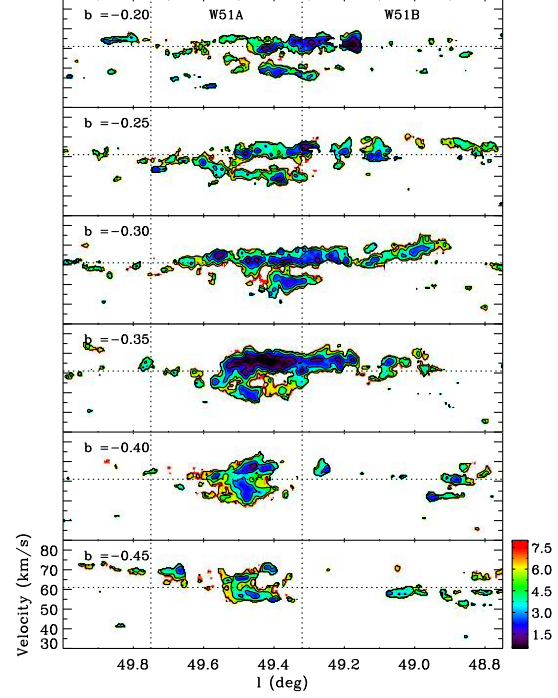 b =−0.20 W51A W51B
b =−0.25
b =−0.30
b =−0.35
b =−0.40
b =−0.45
80
70
60
50
40
30
Velocity (km/s)
7.5
6.0
4.5
3.0
1.5
49.8 49.6 49.4 49.2 49.0 48.8
l (deg)